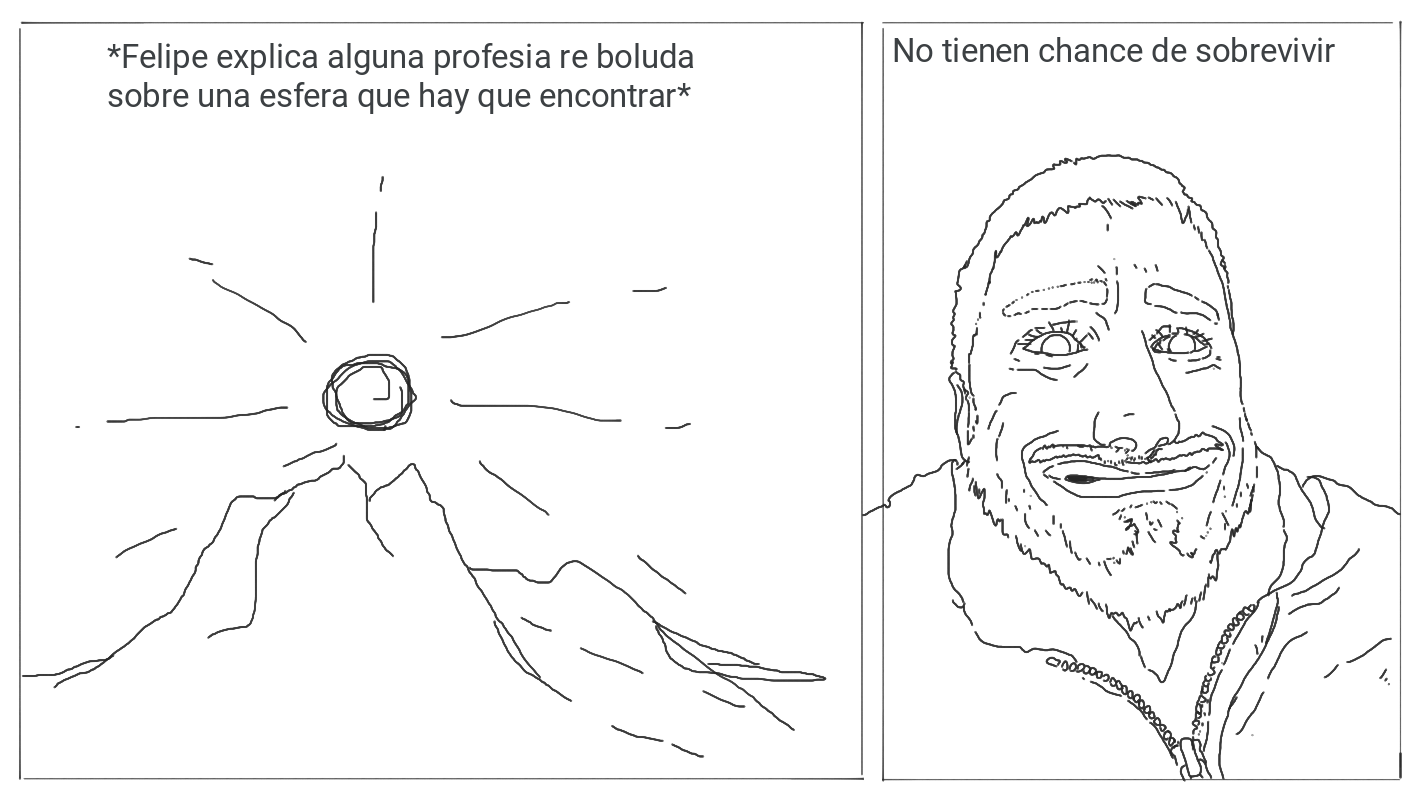 *Felipe explica alguna profesia re boluda
sobre una esfera que hay que encontrar*
No tienen chance de sobrevivir